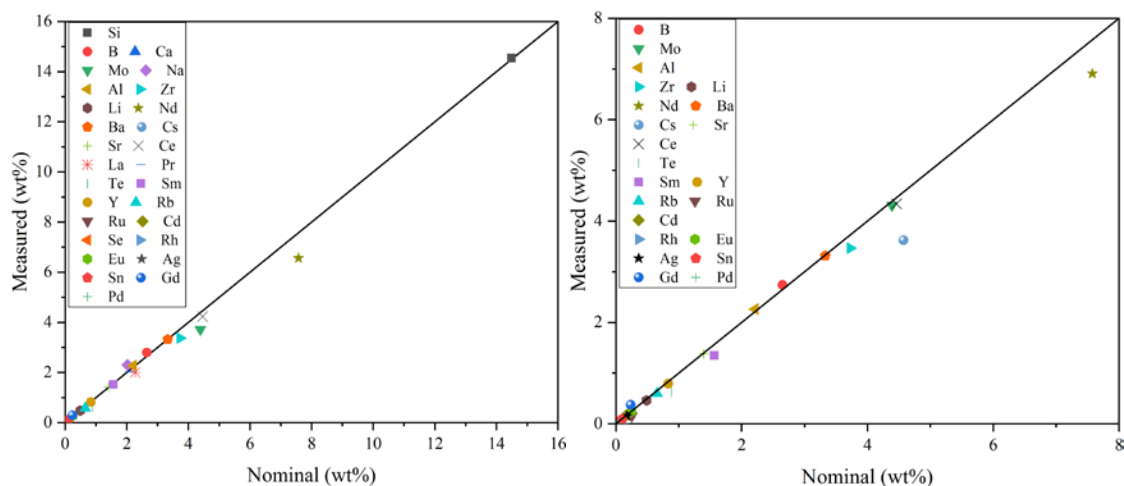 16
14
12
10
8
6
4
2
0
Measured (wt%)
Si
B Ca
Mo Na
Al Zr
Li Nd
Ba Cs
Sr Ce
La Pr
Te Sm
Y Rb
Ru Cd
Se Rh
Eu Ag
Sn Gd
Pd
0 2 4 6 8 10 12 14 16
Nominal (wt%)
8
6
4
2
0
Measured (wt%)
B
Mo
Al
Zr Li
Nd Ba
Cs Sr
Ce
Te
Sm Y
Rb Ru
Cd
Rh Eu
Ag Sn
Gd Pd
0 2 4 6 8
Nominal (wt%)